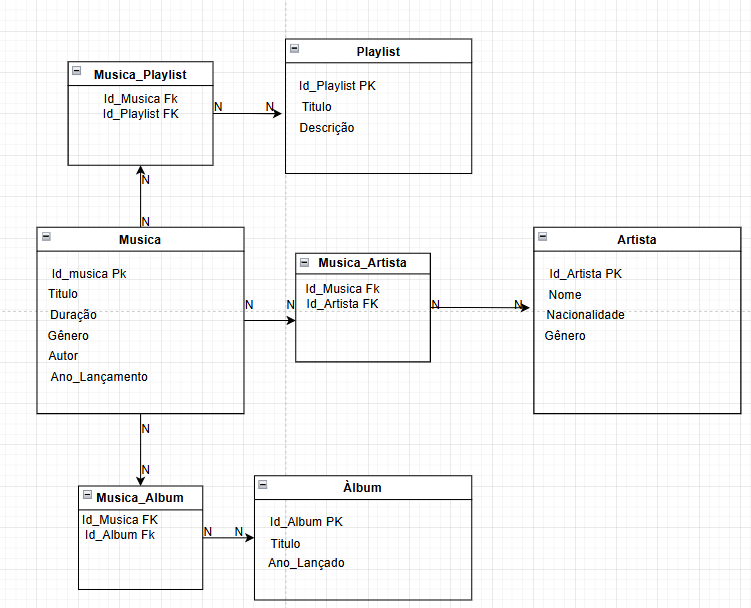 Playlist
Id_Playlist PK
Titulo
Descrição
Musica_Playlist
Id_Musica Fk
Id_Playlist FK
N
N
N
N
Musica
Id_musica Pk
Titulo
Duração
Gênero
Autor
Ano_Lançamento
N
N
Musica_Artista
Id_Musica Fk
Id_Artista FK
N
N
Artista
Id_Artista PK
Nome
Nacionalidade
Gênero
N
N
Musica_Album
Id_Musica FK
Id_Album Fk
N
N
Àlbum
Id_Album PK
Titulo
Ano_Lançado